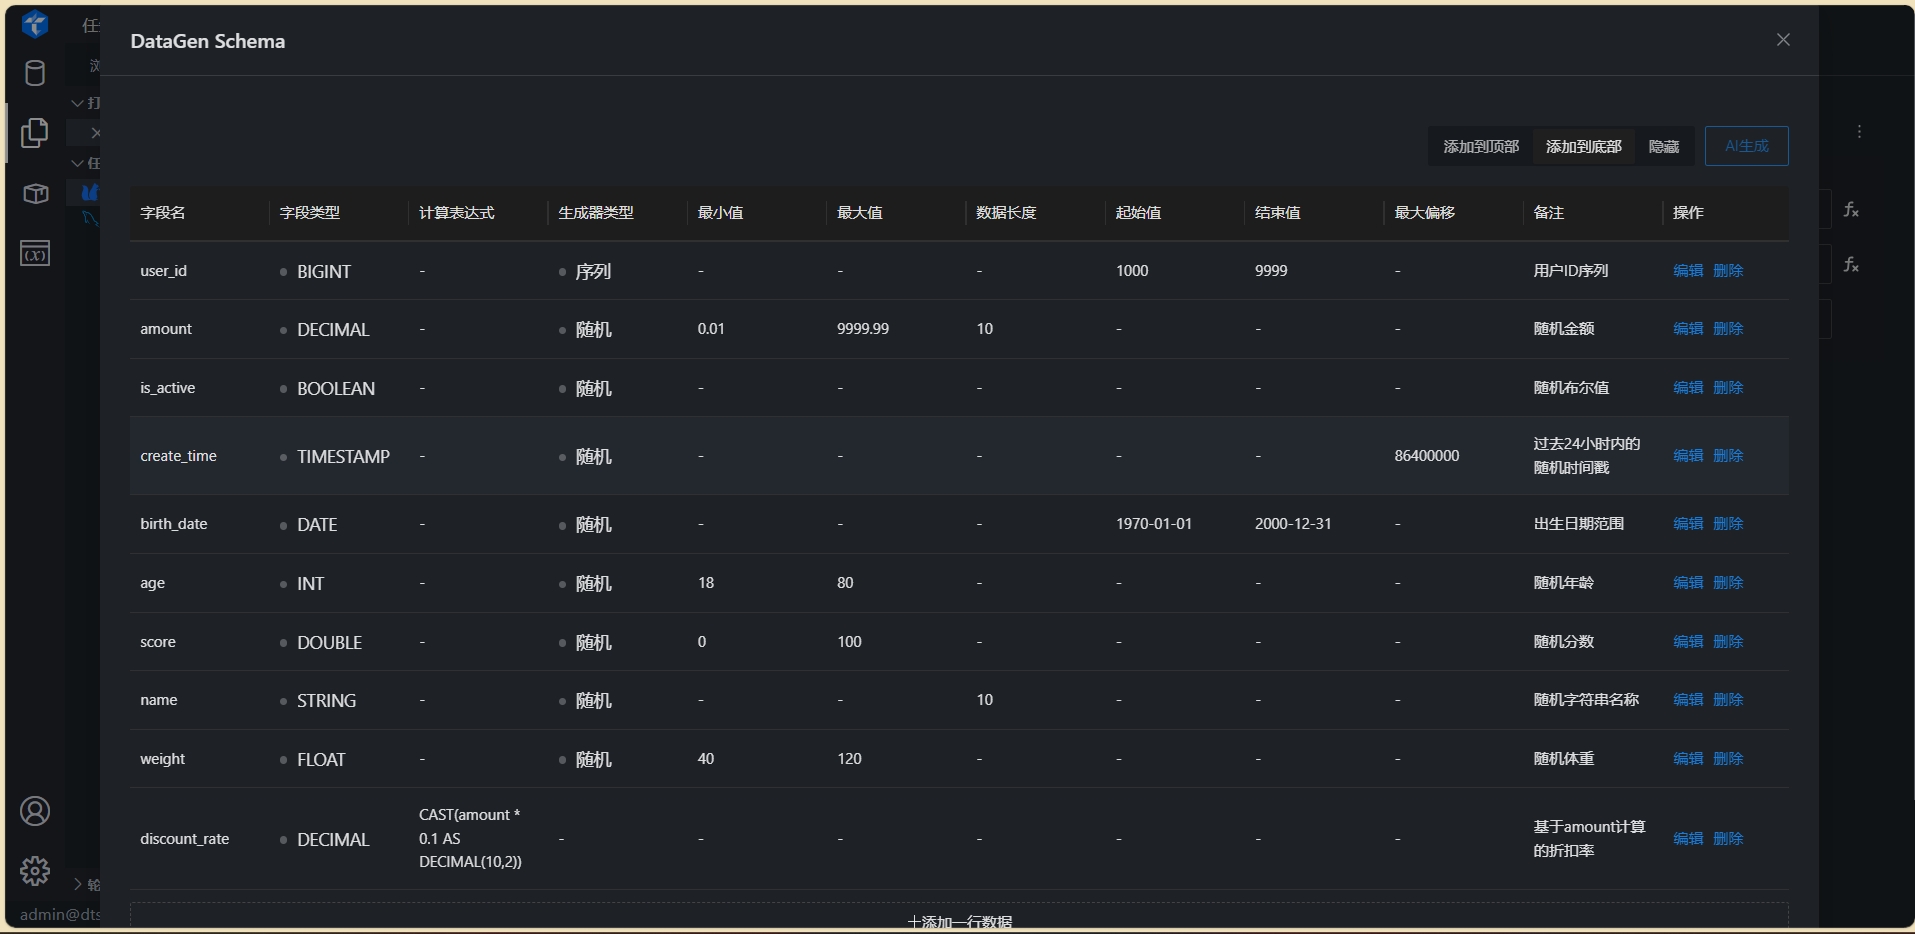 任
DataGen Schema
浏
打
任
添加到顶部 添加到底部 隐藏 AI生成
字段名 字段类型 计算表达式 生成器类型 最小值 最大值 数据长度 起始值 结束值 最大偏移 备注 操作
user_id BIGINT - 序列 - - - 1000 9999 - 用户ID序列 编辑 删除
amount DECIMAL - 随机 0.01 9999.99 10 - - - 随机金额 编辑 删除
is_active BOOLEAN - 随机 - - - - - - 随机布尔值 编辑 删除
create_time TIMESTAMP - 随机 - - - - - 86400000 过去24小时内的
随机时间戳 编辑 删除
birth_date DATE - 随机 - - - 1970-01-01 2000-12-31 - 出生日期范围 编辑 删除
age INT - 随机 18 80 - - - - 随机年龄 编辑 删除
score DOUBLE - 随机 0 100 - - - - 随机分数 编辑 删除
name STRING - 随机 - - 10 - - - 随机字符串名称 编辑 删除
weight FLOAT - 随机 40 120 - - - - 随机体重 编辑 删除
discount_rate DECIMAL CAST(amount *
0.1 AS
DECIMAL(10,2)) - - - - - - - 基于amount计算
的折扣率 编辑 删除
十添加一行数据
轮
admin@dts